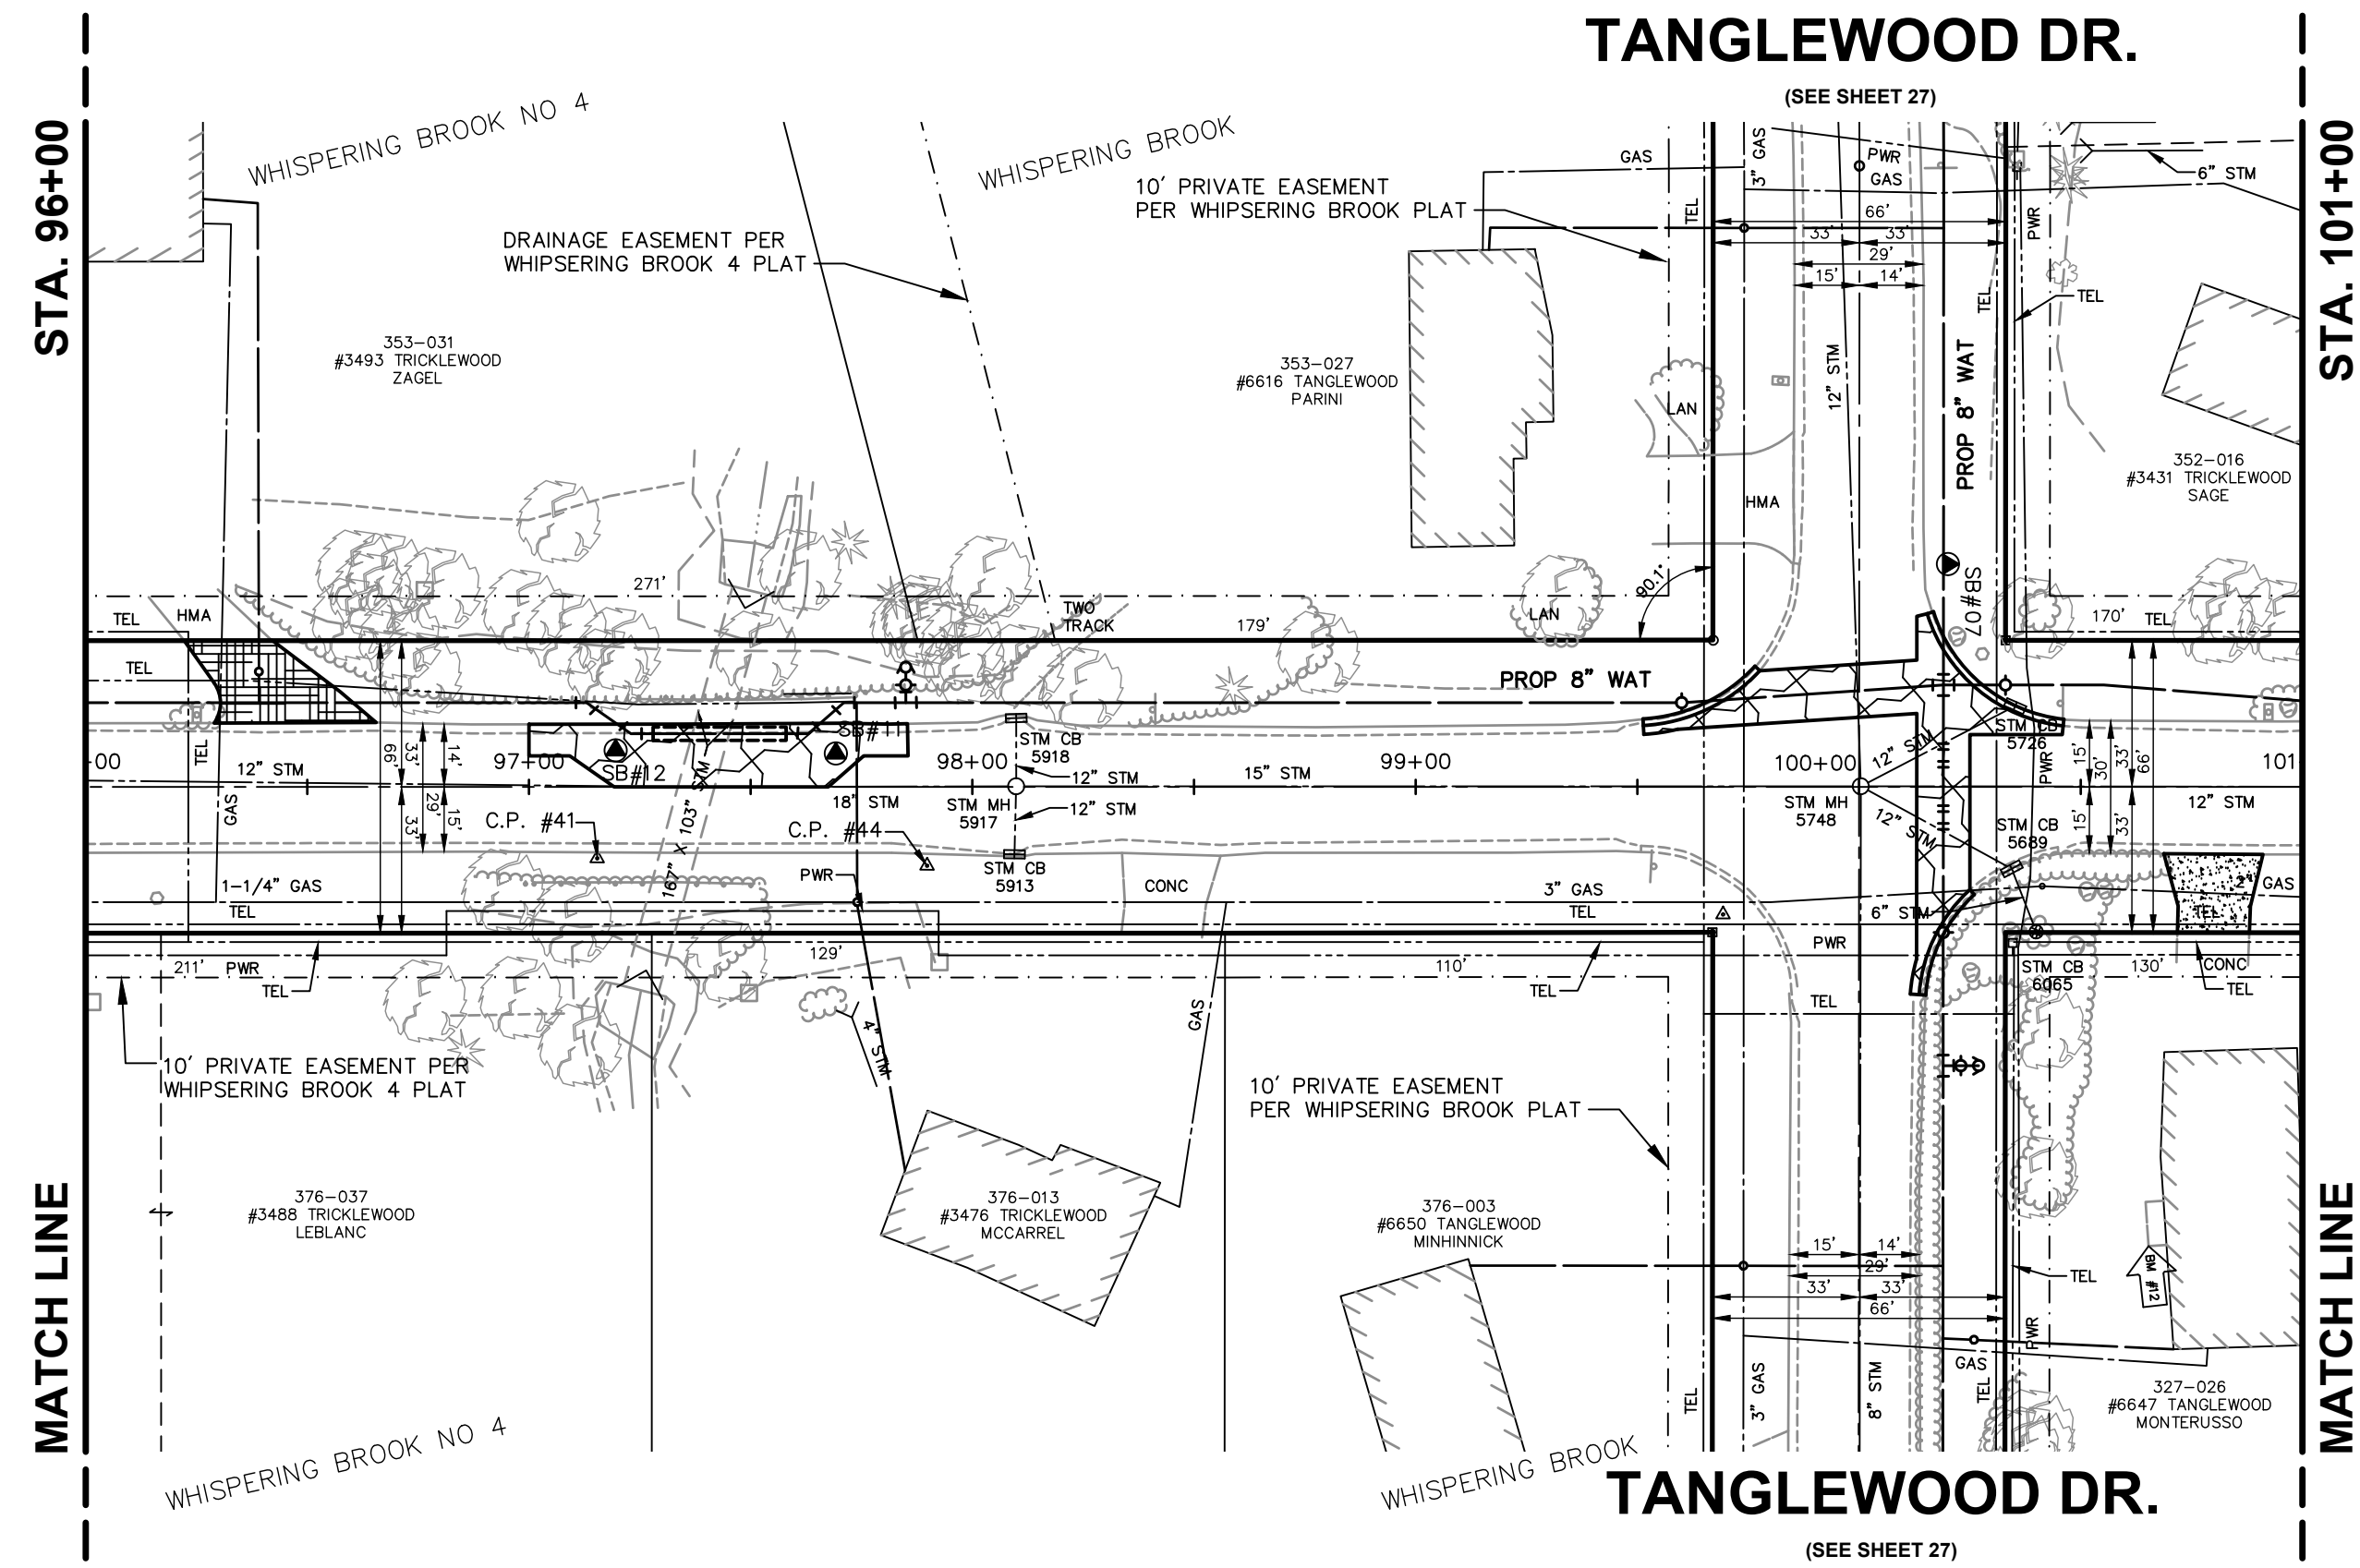 TANGLEWOOD DR.
(SEE SHEET 27)
STA. 96+00
STA. 101+00
WHISPERING BROOK NO 4
WHISPERING BROOK
10' PRIVATE EASEMENT
PER WHIPSERING BROOK PLAT
DRAINAGE EASEMENT PER
WHIPSERING BROOK 4 PLAT
GAS
3" GAS
PWR
GAS
6" STM
TEL
66'
PWR
33'
33'
29'
15'
14'
TEL
TEL
12" STM
PROP 8" WAT
353-031
#3493 TRICKLEWOOD
ZAGEL
353-027
#6616 TANGLEWOOD
PARINI
LAN
352-016
#3431 TRICKLEWOOD
SAGE
HMA
90.1°
SB#07
271'
TWO
TRACK
179'
LAN
170'
TEL
TEL
HMA
TEL
PROP 8" WAT
SB#11
STM CB
5918
STM CB
5726
-00
97+00
98+00
99+00
100+00
101
TEL
12" STM
66'
33'
14'
SB#12
12" STM
15" STM
12" STM
PWR
15'
30'
33'
66'
GAS
29'
33'
15'
18" STM
STM MH
5917
12" STM
STM MH
5748
12" STM
12" STM
15'
33'
C.P. #41
C.P. #44
167" X 103" STM
STM CB
5913
STM CB
5689
1-1/4" GAS
PWR
CONC
3" GAS
2" GAS
TEL
TEL
6" STM
TEL
211'
PWR
TEL
129'
110'
TEL
PWR
TEL
STM CB
6065
130'
CONC
TEL
10' PRIVATE EASEMENT PER
WHIPSERING BROOK 4 PLAT
4" STM
GAS
10' PRIVATE EASEMENT
PER WHIPSERING BROOK PLAT
376-037
#3488 TRICKLEWOOD
LEBLANC
376-013
#3476 TRICKLEWOOD
MCCARREL
376-003
#6650 TANGLEWOOD
MINHINNICK
15'
14'
29'
33'
33'
66'
TEL
BM #12
PWR
GAS
TEL
3" GAS
8" STM
TEL
327-026
#6647 TANGLEWOOD
MONTERUSSO
MATCH LINE
MATCH LINE
WHISPERING BROOK NO 4
WHISPERING BROOK
TANGLEWOOD DR.
(SEE SHEET 27)